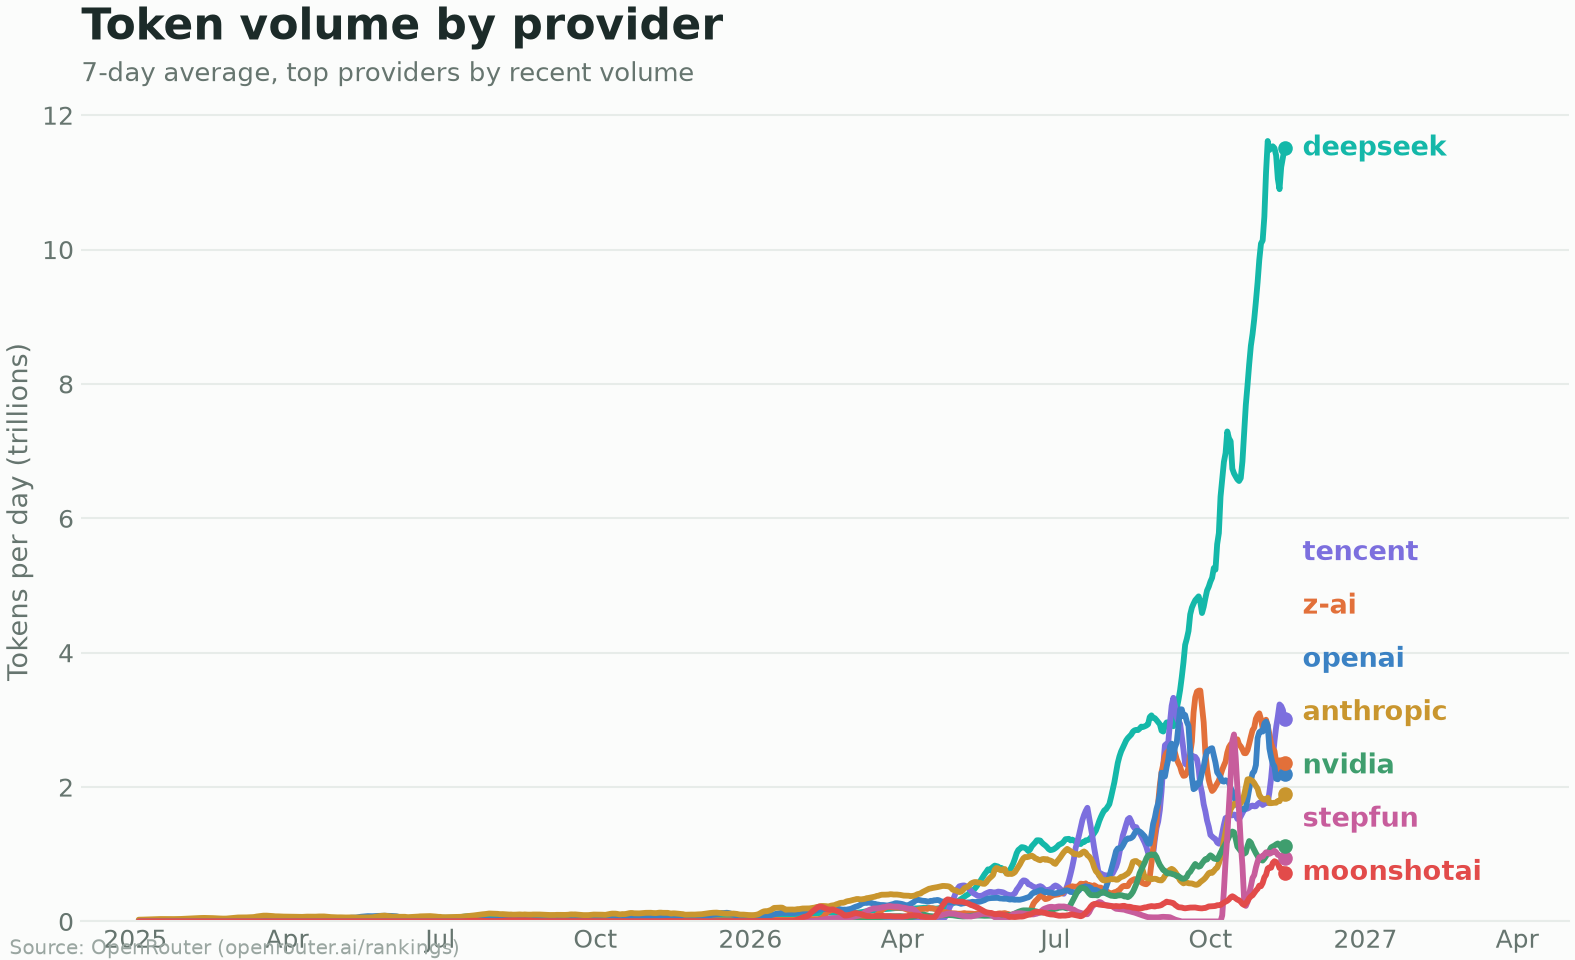 Token volume by provider
7-day average, top providers by recent volume
Tokens per day (trillions)
12
10
8
6
4
2
0
deepseek
tencent
z-ai
openai
anthropic
nvidia
stepfun
moonshotai
2025 Apr Jul Oct 2026 Apr Jul Oct 2027 Apr
Source: OpenRouter (openrouter.ai/rankings)